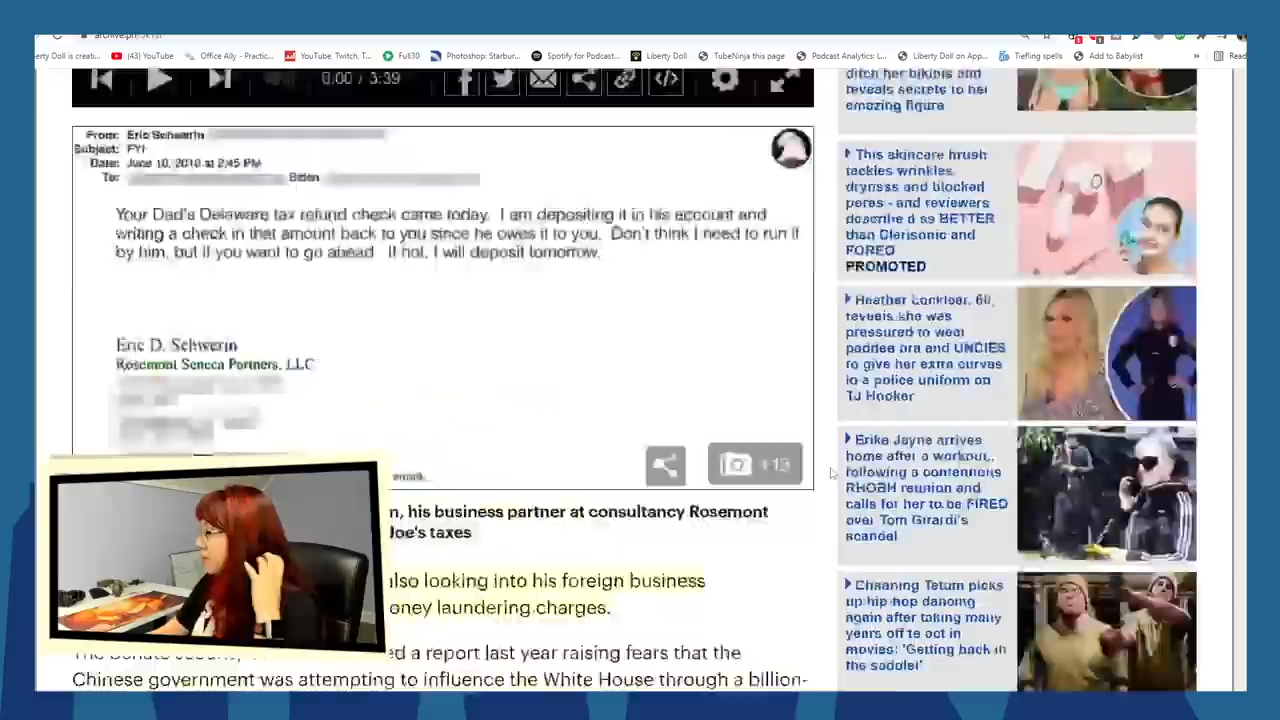 archive.ph/
erty Doll is creati...
(43) YouTube
Office Ally - Practic...
YouTube, Twitch, T...
Full30
Photoshop: Starbur...
Spotify for Podcast...
Liberty Doll
TubeNinja this page
Podcast Analytics: L...
Liberty Doll on App...
Tiefling spells
Add to Babylist
»
Read
0:00 / 3:39
From: Eric Schwerin
Subject: FYI
Date: June 10, 2010 at 2:45 PM
To: Biden
Your Dad's Delaware tax refund check came today. I am depositing it in his account and
writing a check in that amount back to you since he owes it to you. Don't think I need to run it
by him, but if you want to go ahead If not, I will deposit tomorrow.
Eric D. Schwerin
Rosemont Seneca Partners, LLC
+13
n, his business partner at consultancy Rosemont
Joe's taxes
also looking into his foreign business
oney laundering charges.
ed a report last year raising fears that the
Chinese government was attempting to influence the White House through a billion-
ditch her bikinis and
reveals secrets to her
amazing figure
This skincare brush
tackles wrinkles,
dryness and blocked
pores - and reviewers
describe it as BETTER
than Clarisonic and
FOREO
PROMOTED
Heather Locklear, 60,
reveals she was
pressured to wear
padded bra and UNDIES
to give her extra curves
in a police uniform on
TJ Hooker
Erika Jayne arrives
home after a workout,
following a contentious
RHOBH reunion and
calls for her to be FIRED
over Tom Girardi's
scandal
Channing Tatum picks
up hip-hop dancing
again after taking many
years off to act in
movies: 'Getting back in
the saddle!'